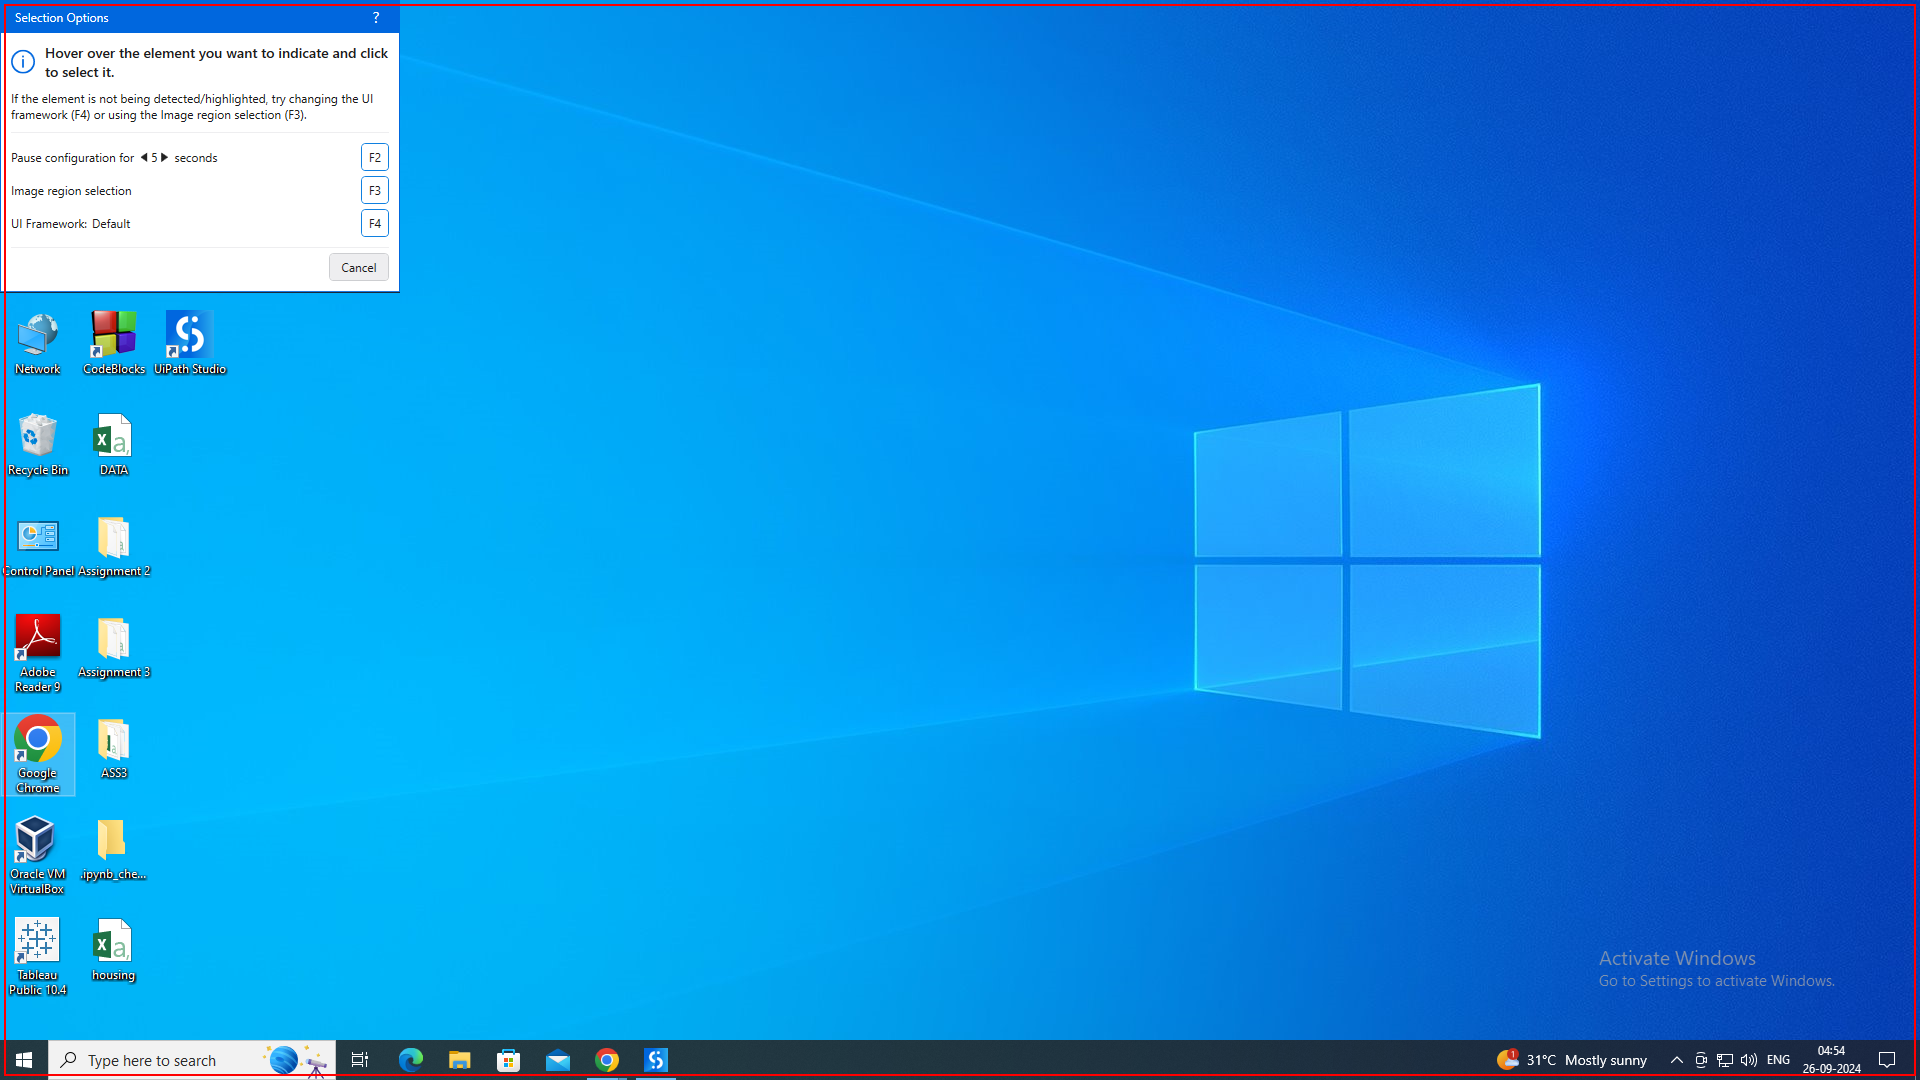 Selection Options ?
Hover over the element you want to indicate and click
to select it.
If the element is not being detected/highlighted, try changing the UI
framework (F4) or using the Image region selection (F3).
Pause configuration for 5 seconds F2
Image region selection F3
UI Framework: Default F4
Cancel
Network
CodeBlocks
UiPath Studio
Recycle Bin
DATA
Control Panel
Assignment 2
Adobe
Reader 9
Assignment 3
Google
Chrome
ASS3
Oracle VM
VirtualBox
.ipynb_che...
Tableau
Public 10.4
housing
Activate Windows
Go to Settings to activate Windows.
Type here to search
1
31°C Mostly sunny
ENG
04:54
26-09-2024